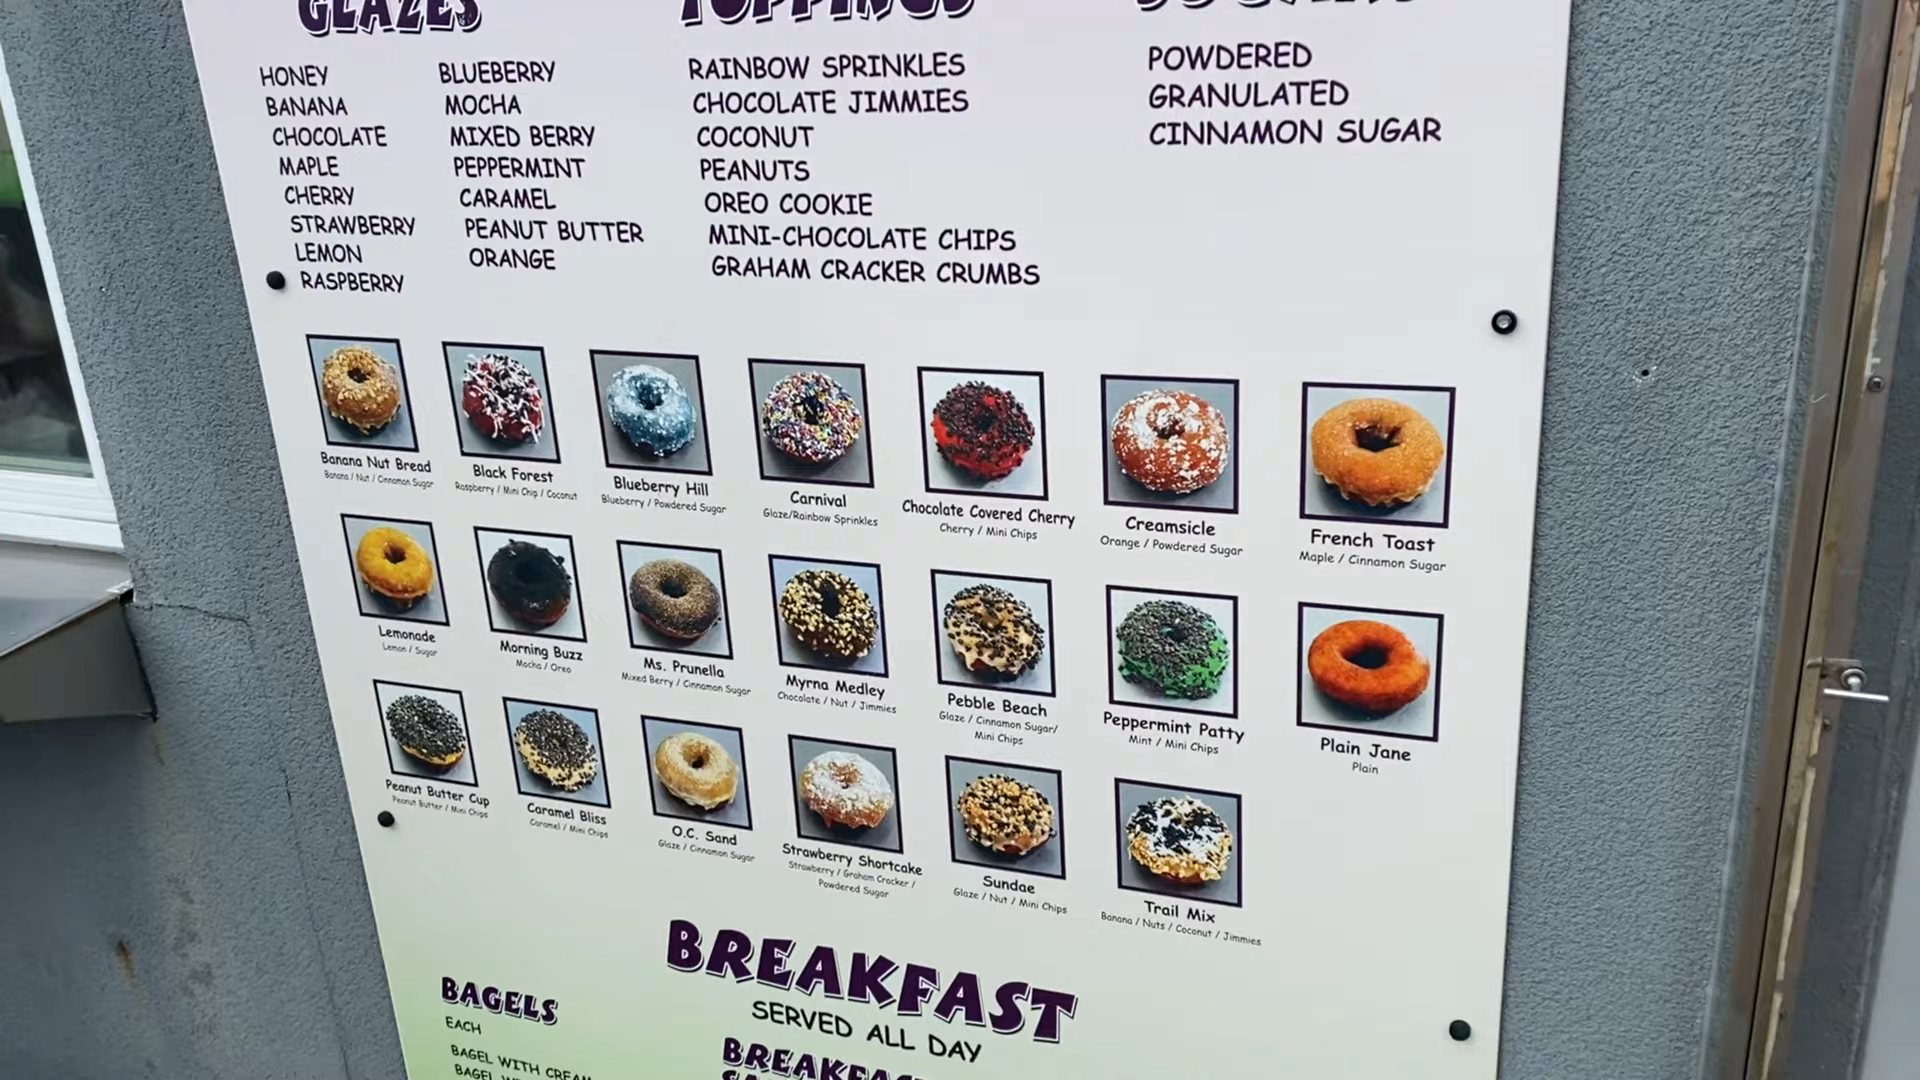 GLAZES
HONEY
BANANA
CHOCOLATE
MAPLE
CHERRY
STRAWBERRY
LEMON
RASPBERRY
BLUEBERRY
MOCHA
MIXED BERRY
PEPPERMINT
CARAMEL
PEANUT BUTTER
ORANGE
TOPPINGS
RAINBOW SPRINKLES
CHOCOLATE JIMMIES
COCONUT
PEANUTS
OREO COOKIE
MINI-CHOCOLATE CHIPS
GRAHAM CRACKER CRUMBS
POWDERED
GRANULATED
CINNAMON SUGAR
Banana Nut Bread
Banana / Nut / Cinnamon Sugar
Black Forest
Raspberry / Mini Chip / Coconut
Blueberry Hill
Blueberry / Powdered Sugar
Carnival
Glaze/Rainbow Sprinkles
Chocolate Covered Cherry
Cherry / Mini Chips
Creamsicle
Orange / Powdered Sugar
French Toast
Maple / Cinnamon Sugar
Lemonade
Lemon / Sugar
Morning Buzz
Mocha / Oreo
Ms. Prunella
Mixed Berry / Cinnamon Sugar
Myrna Medley
Chocolate / Nut / Jimmies
Pebble Beach
Glaze / Cinnamon Sugar/
Mini Chips
Peppermint Patty
Mint / Mini Chips
Plain Jane
Plain
Peanut Butter Cup
Peanut Butter / Mini Chips
Caramel Bliss
Caramel / Mini Chips
O.C. Sand
Glaze / Cinnamon Sugar
Strawberry Shortcake
Strawberry / Graham Cracker /
Powdered Sugar
Sundae
Glaze / Nut / Mini Chips
Trail Mix
Banana / Nuts / Coconut / Jimmies
BREAKFAST
SERVED ALL DAY
BAGELS
EACH
BAGEL WITH CREAM
BAGEL